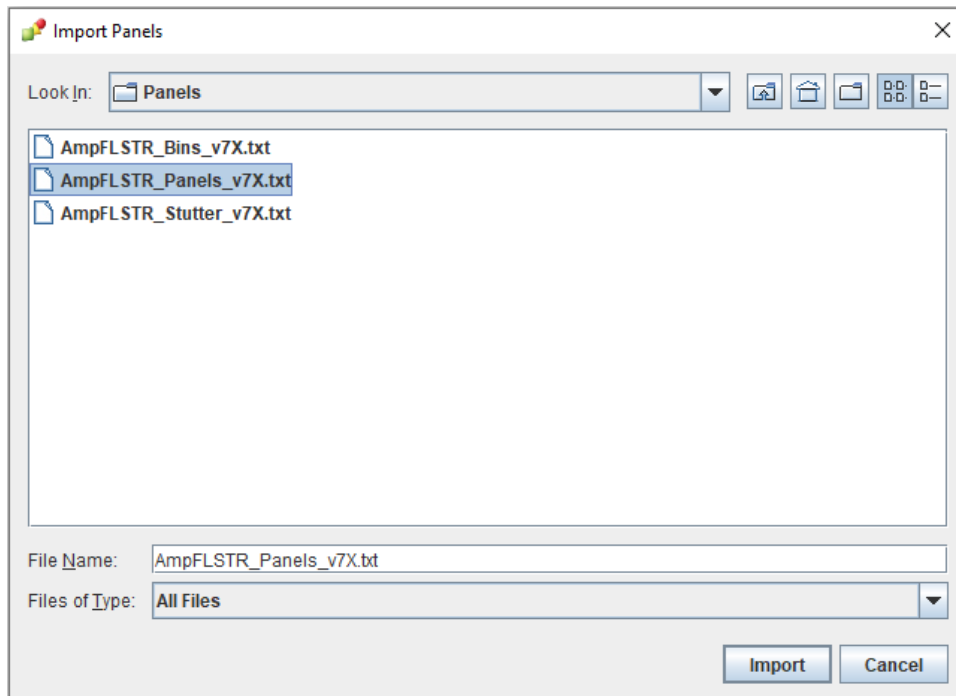 Import Panels
Look In: Panels
AmpFLSTR_Bins_v7X.txt
AmpFLSTR_Panels_v7X.txt
AmpFLSTR_Stutter_v7X.txt
File Name: AmpFLSTR_Panels_v7X.txt
Files of Type: All Files
Import Cancel